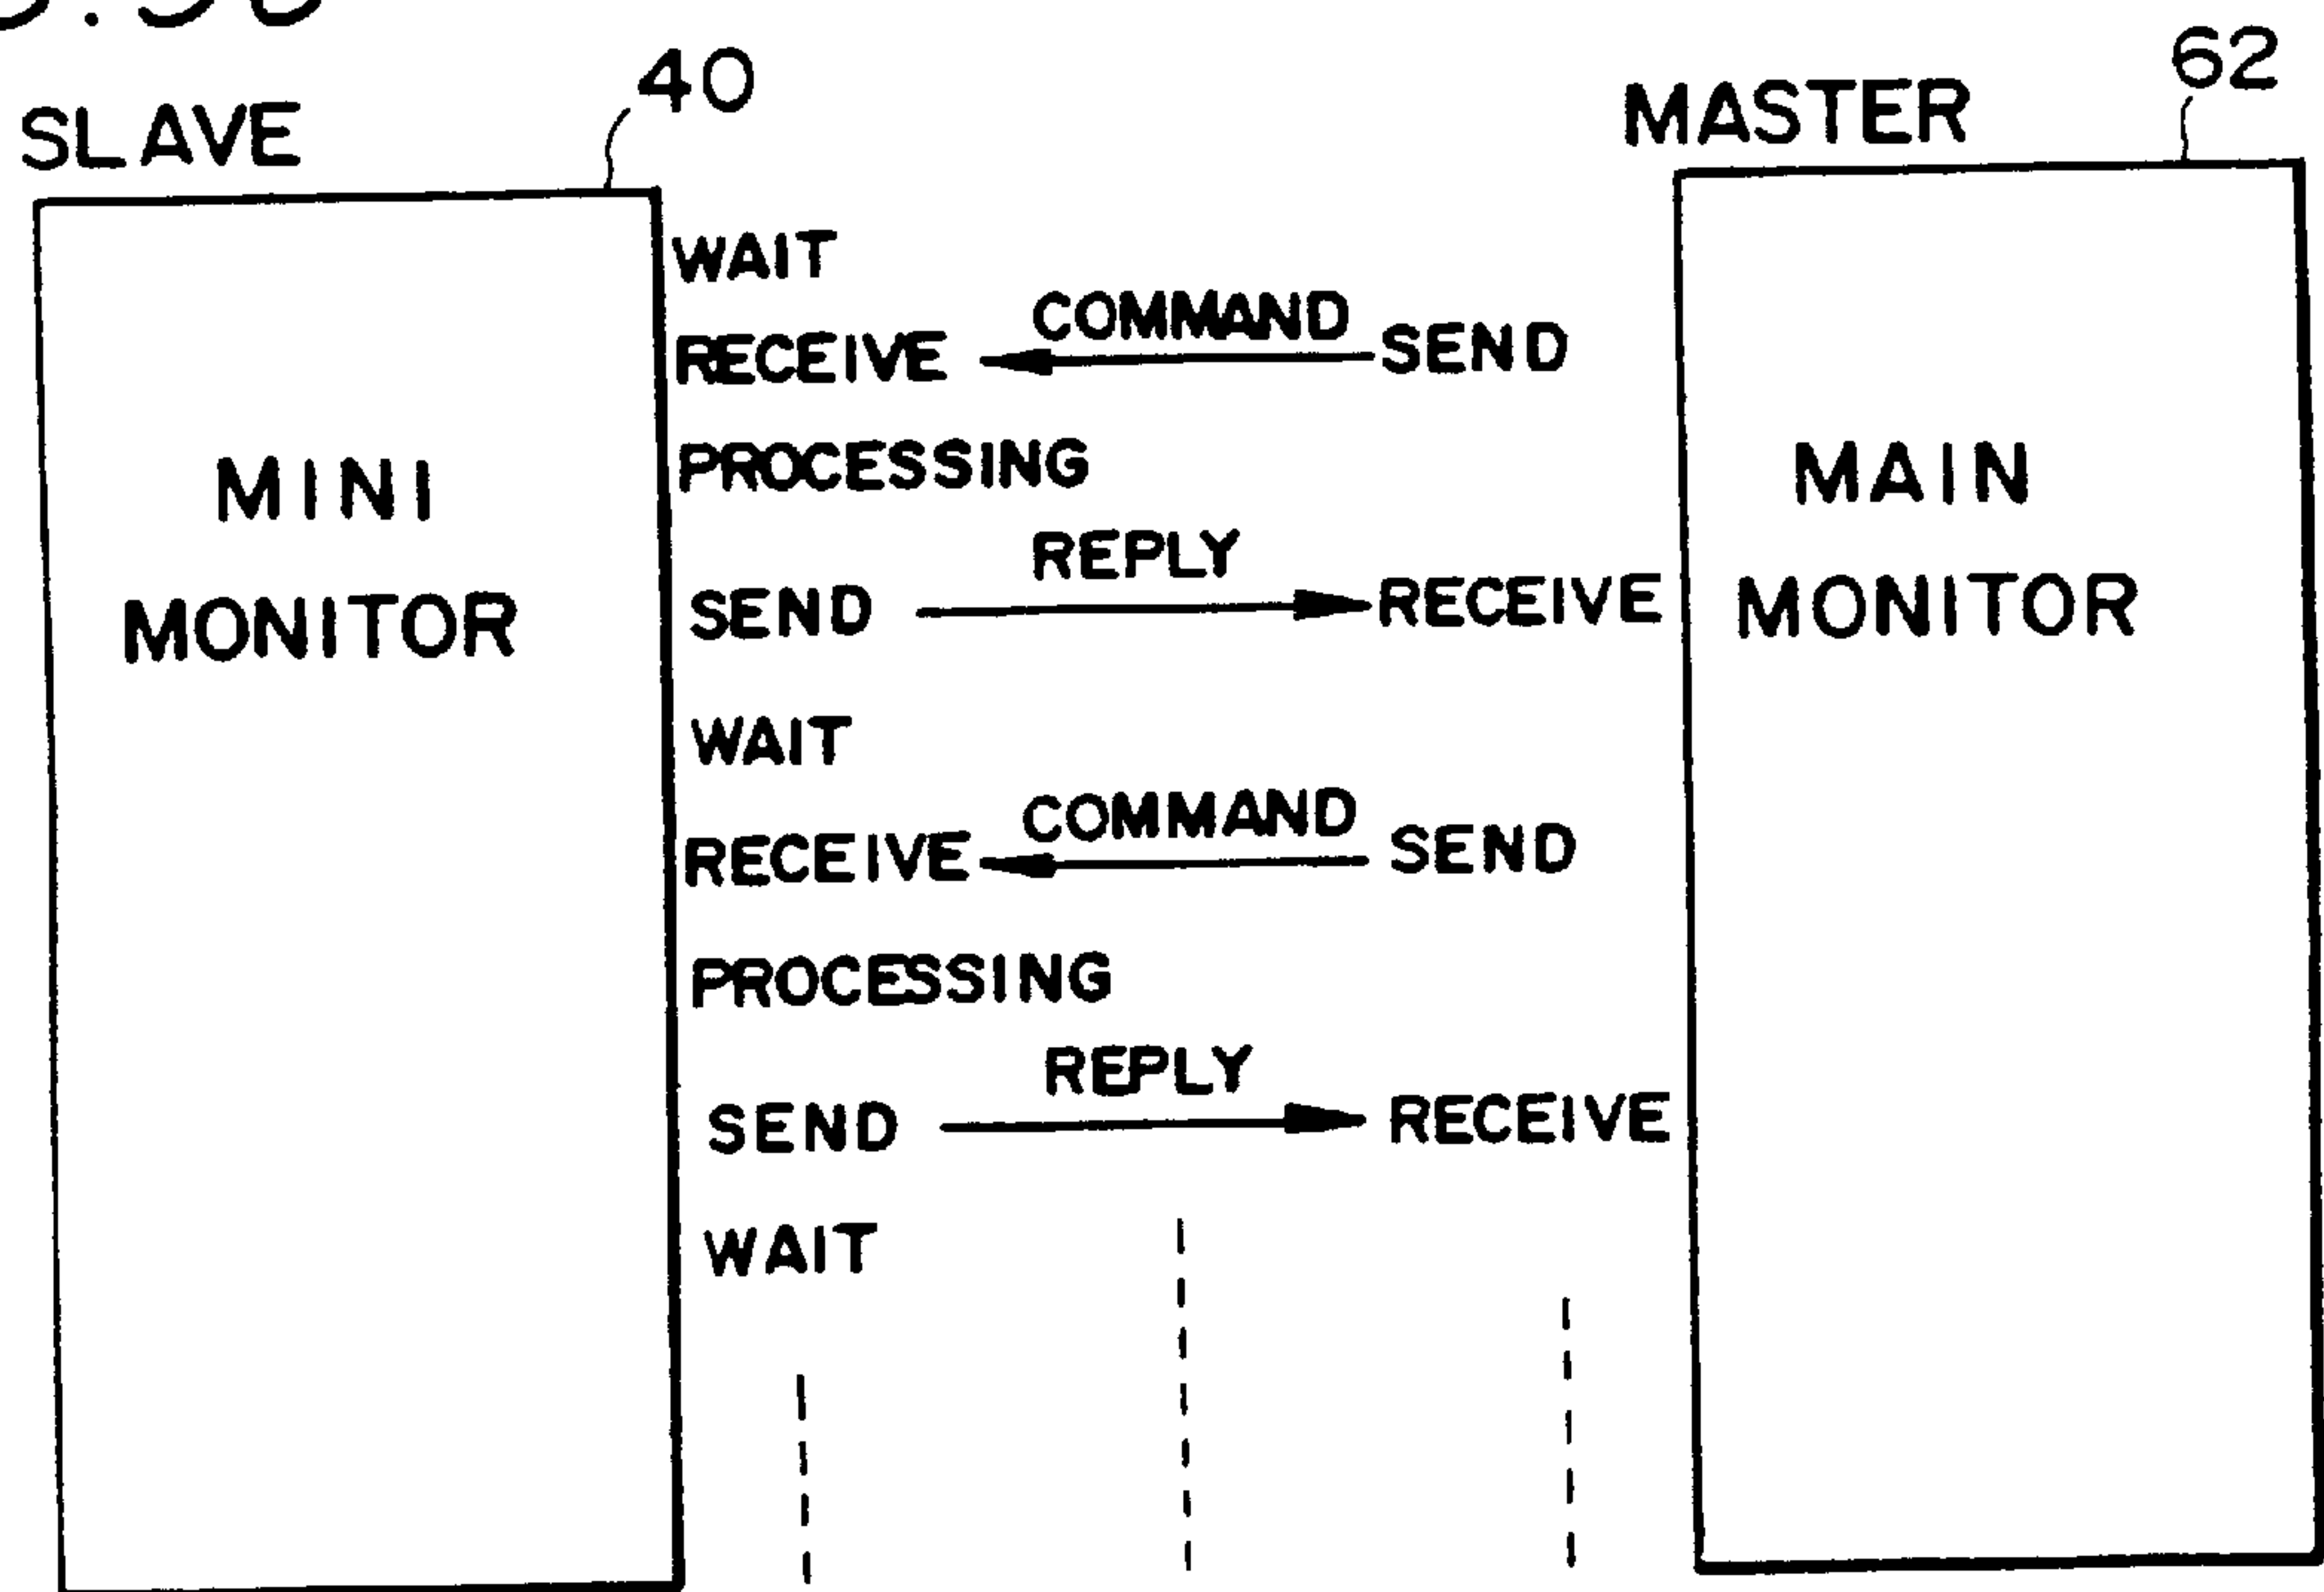 40
62
SLAVE
MASTER
WAIT
COMMAND
RECEIVE SEND
PROCESSING
MINI
MAIN
REPLY
SEND RECEIVE
MONITOR
MONITOR
WAIT
COMMAND
RECEIVE SEND
PROCESSING
REPLY
SEND RECEIVE
WAIT